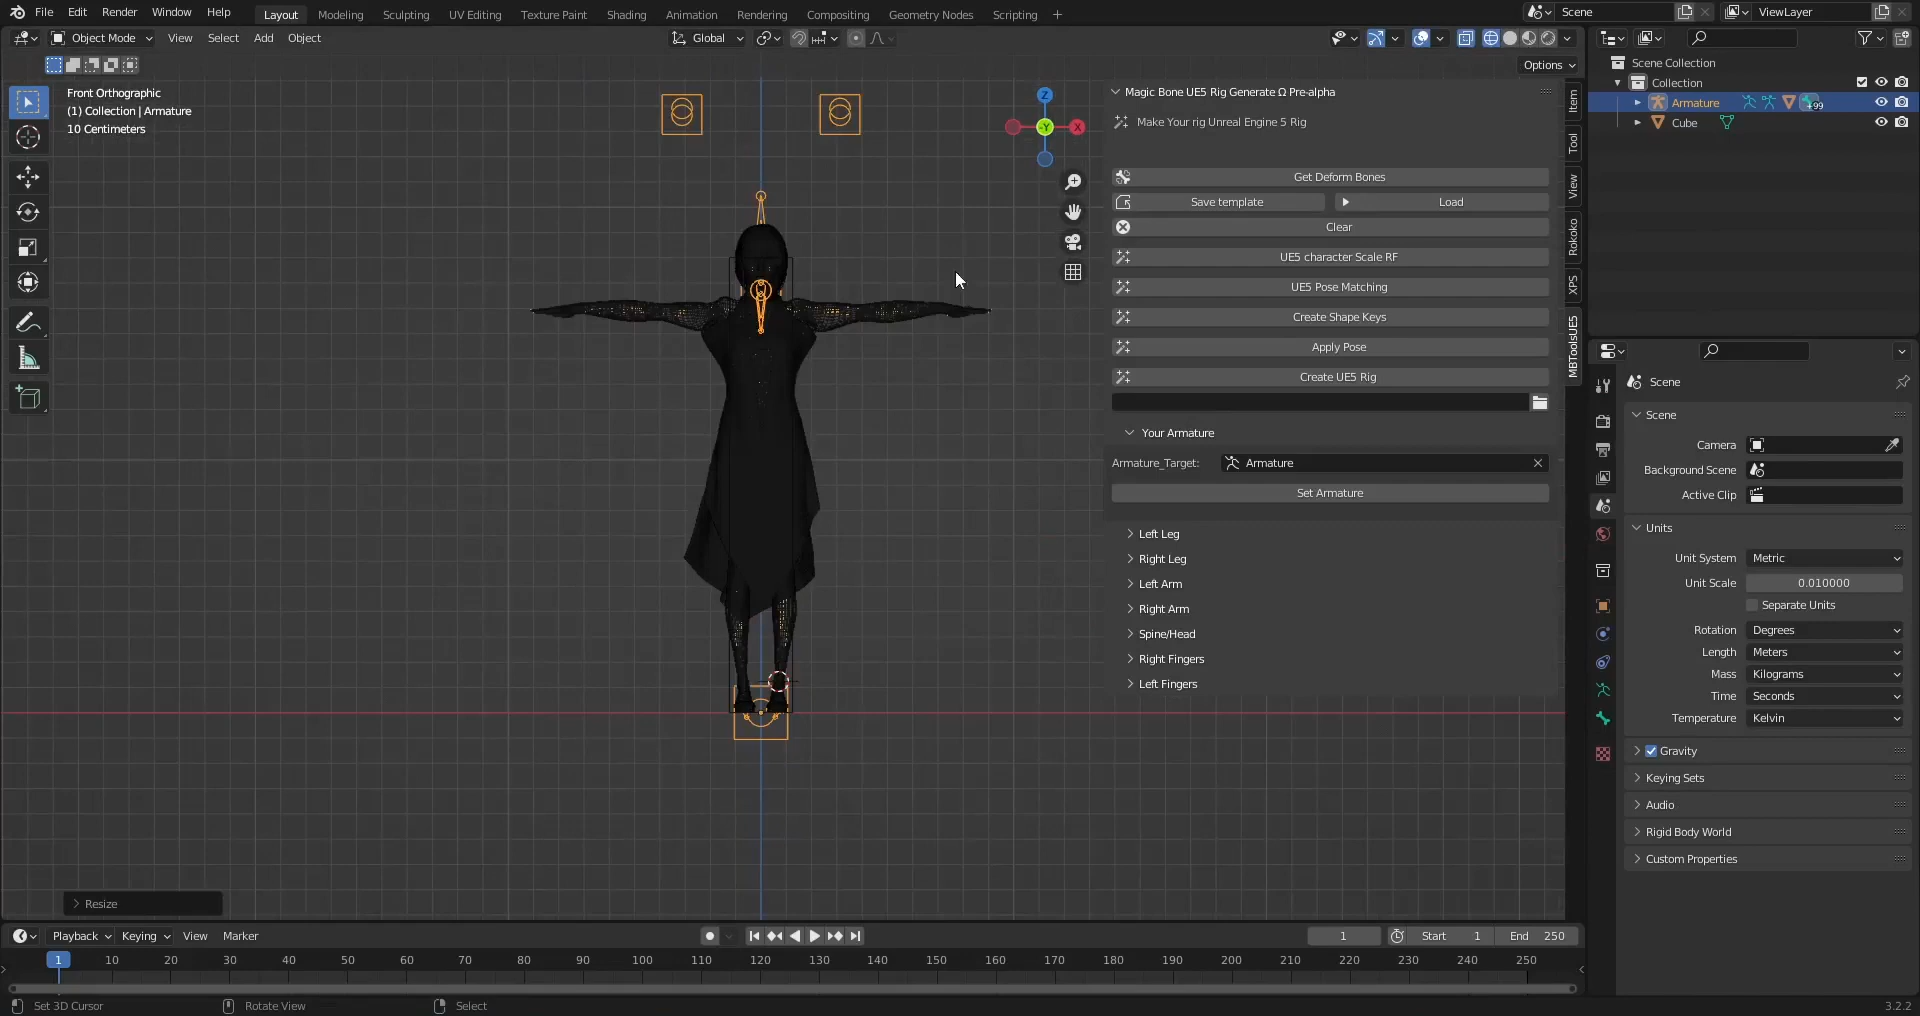 File Edit Render Window Help Layout Modeling Sculpting UV Editing Texture Paint Shading Animation Rendering Compositing Geometry Nodes Scripting + Scene ViewLayer
Object Mode View Select Add Object Global
Options
Front Orthographic
(1) Collection | Armature
10 Centimeters
Z
-Y
X
Magic Bone UE5 Rig Generate Ω Pre-alpha
Make Your rig Unreal Engine 5 Rig
Get Deform Bones
Save template Load
Clear
UE5 character Scale RF
UE5 Pose Matching
Create Shape Keys
Apply Pose
Create UE5 Rig
Your Armature
Armature_Target: Armature
Set Armature
Left Leg
Right Leg
Left Arm
Right Arm
Spine/Head
Right Fingers
Left Fingers
Item
Tool
View
Rokoko
XPS
MBToolsUE5
Scene Collection
Collection
Armature +99
Cube
Scene
Scene
Camera
Background Scene
Active Clip
Units
Unit System Metric
Unit Scale 0.010000
Separate Units
Rotation Degrees
Length Meters
Mass Kilograms
Time Seconds
Temperature Kelvin
Gravity
Keying Sets
Audio
Rigid Body World
Custom Properties
Resize
Playback Keying View Marker 1 Start 1 End 250
1 10 20 30 40 50 60 70 80 90 100 110 120 130 140 150 160 170 180 190 200 210 220 230 240 250
Set 3D Cursor Rotate View Select 3.2.2